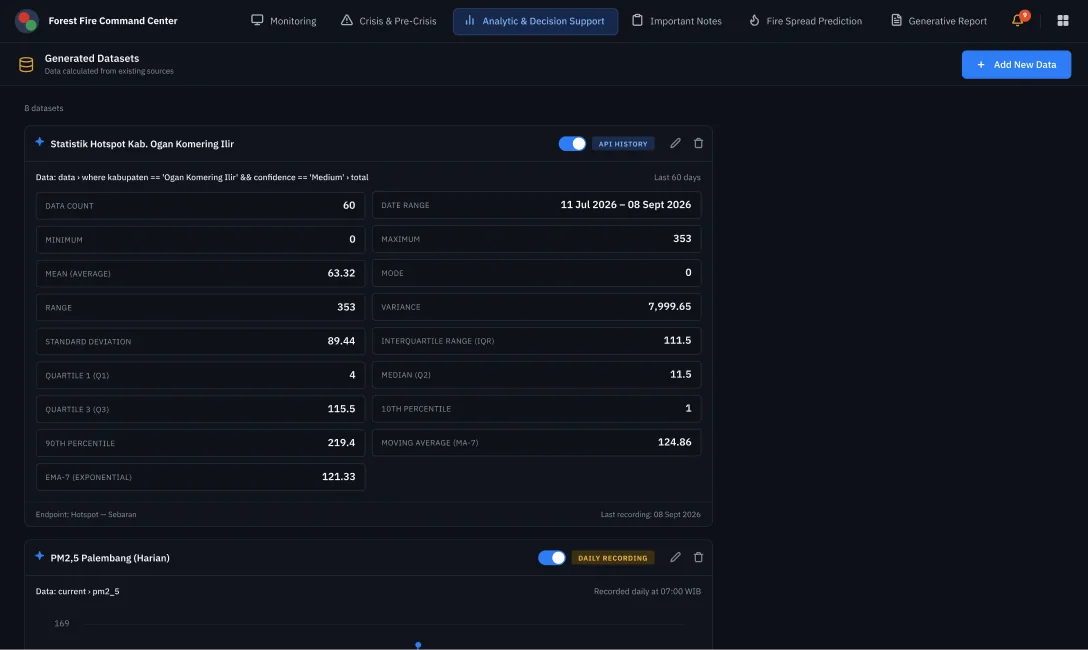 Forest Fire Command Center
Monitoring
Crisis & Pre-Crisis
Analytic & Decision Support
Important Notes
Fire Spread Prediction
Generative Report
9
Generated Datasets
Data calculated from existing sources
+ Add New Data
8 datasets
Statistik Hotspot Kab. Ogan Komering Ilir
API HISTORY
Data: data › where kabupaten == 'Ogan Komering Ilir' && confidence == 'Medium' › total
Last 60 days
DATA COUNT 60
DATE RANGE 11 Jul 2026 – 08 Sept 2026
MINIMUM 0
MAXIMUM 353
MEAN (AVERAGE) 63.32
MODE 0
RANGE 353
VARIANCE 7,999.65
STANDARD DEVIATION 89.44
INTERQUARTILE RANGE (IQR) 111.5
QUARTILE 1 (Q1) 4
MEDIAN (Q2) 11.5
QUARTILE 3 (Q3) 115.5
10TH PERCENTILE 1
90TH PERCENTILE 219.4
MOVING AVERAGE (MA-7) 124.86
EMA-7 (EXPONENTIAL) 121.33
Endpoint: Hotspot — Sebaran
Last recording: 08 Sept 2026
PM2,5 Palembang (Harian)
DAILY RECORDING
Data: current › pm2_5
Recorded daily at 07:00 WIB
169